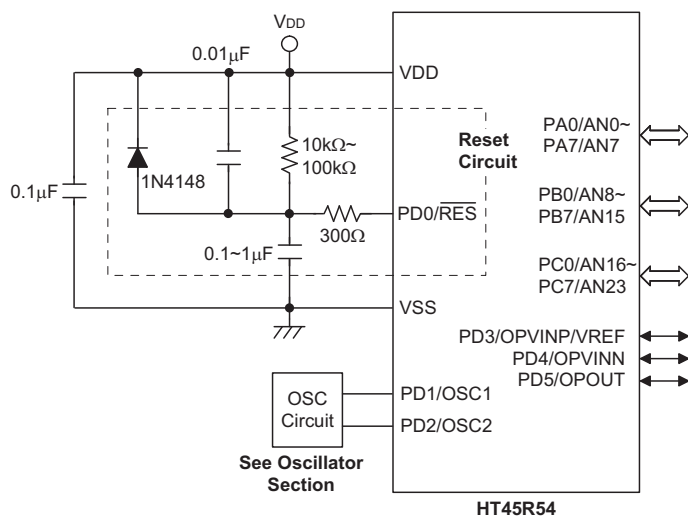 VDD
0.01μF
VDD
Reset
Circuit
10kΩ~
100kΩ
1N4148
0.1μF
300Ω
PD0/RES
0.1~1μF
VSS
PA0/AN0~
PA7/AN7
PB0/AN8~
PB7/AN15
PC0/AN16~
PC7/AN23
PD3/OPVINP/VREF
PD4/OPVINN
PD5/OPOUT
OSC
Circuit
PD1/OSC1
PD2/OSC2
See Oscillator
Section
HT45R54